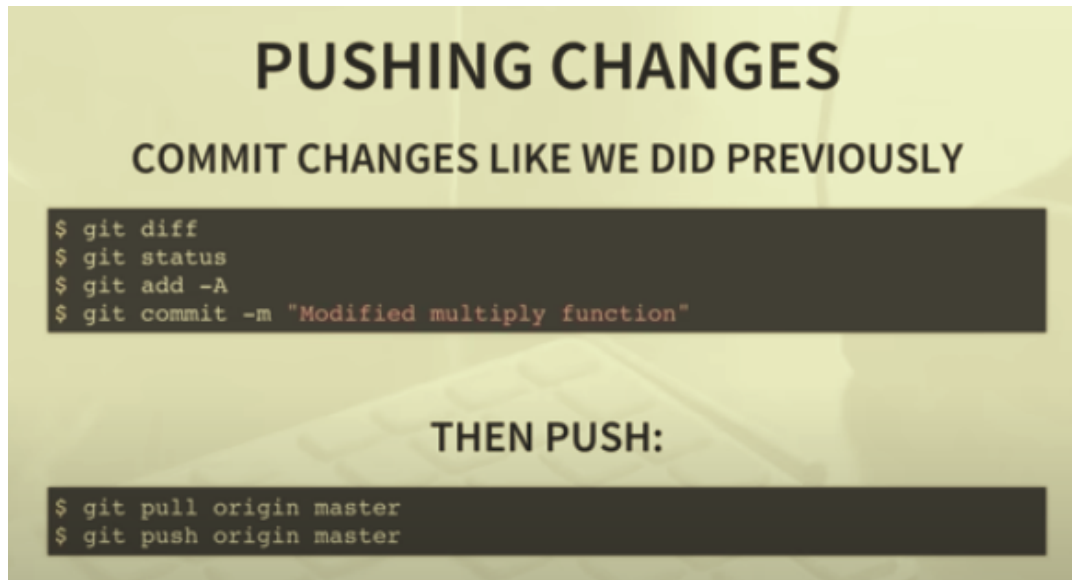 PUSHING CHANGES
COMMIT CHANGES LIKE WE DID PREVIOUSLY
$ git diff
$ git status
$ git add -A
$ git commit -m "Modified multiply function"
THEN PUSH:
$ git pull origin master
$ git push origin master